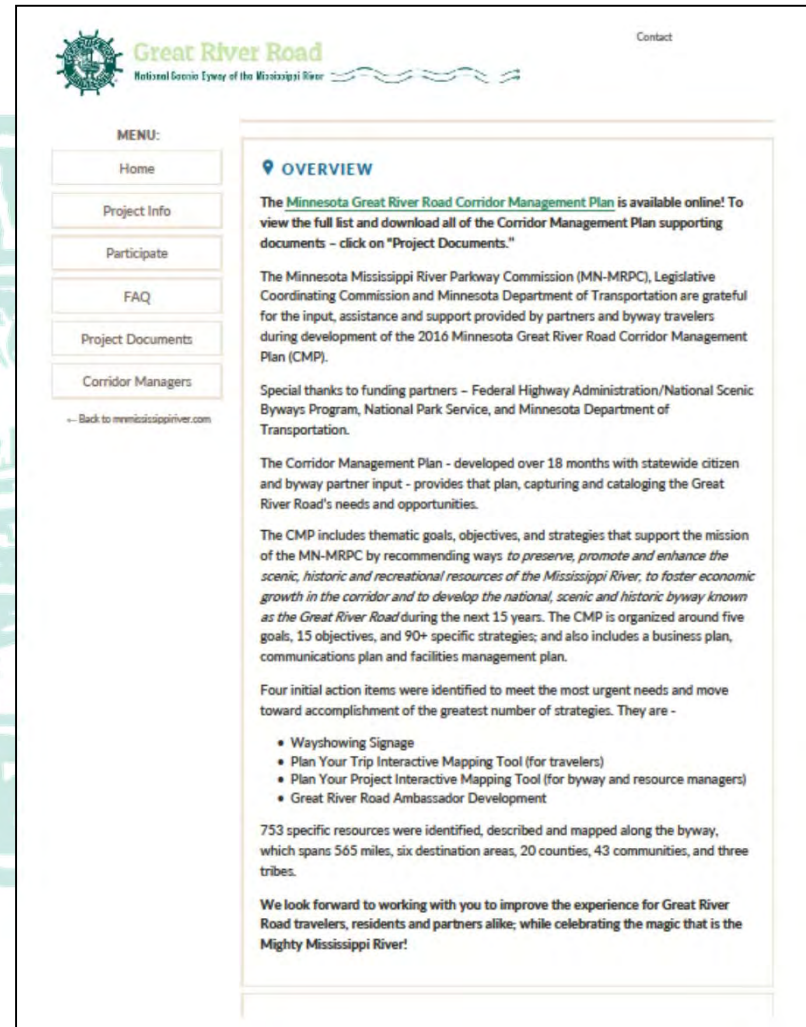 Contact
Great River Road
National Scenic Byway of the Mississippi River
MENU:
Home
Project Info
Participate
FAQ
Project Documents
Corridor Managers
← Back to mnmississippiriver.com
OVERVIEW
The Minnesota Great River Road Corridor Management Plan is available online! To
view the full list and download all of the Corridor Management Plan supporting
documents – click on "Project Documents."
The Minnesota Mississippi River Parkway Commission (MN-MRPC), Legislative
Coordinating Commission and Minnesota Department of Transportation are grateful
for the input, assistance and support provided by partners and byway travelers
during development of the 2016 Minnesota Great River Road Corridor Management
Plan (CMP).
Special thanks to funding partners – Federal Highway Administration/National Scenic
Byways Program, National Park Service, and Minnesota Department of
Transportation.
The Corridor Management Plan - developed over 18 months with statewide citizen
and byway partner input - provides that plan, capturing and cataloging the Great
River Road's needs and opportunities.
The CMP includes thematic goals, objectives, and strategies that support the mission
of the MN-MRPC by recommending ways to preserve, promote and enhance the
scenic, historic and recreational resources of the Mississippi River, to foster economic
growth in the corridor and to develop the national, scenic and historic byway known
as the Great River Road during the next 15 years. The CMP is organized around five
goals, 15 objectives, and 90+ specific strategies; and also includes a business plan,
communications plan and facilities management plan.
Four initial action items were identified to meet the most urgent needs and move
toward accomplishment of the greatest number of strategies. They are -
• Wayshowing Signage
• Plan Your Trip Interactive Mapping Tool (for travelers)
• Plan Your Project Interactive Mapping Tool (for byway and resource managers)
• Great River Road Ambassador Development
753 specific resources were identified, described and mapped along the byway,
which spans 565 miles, six destination areas, 20 counties, 43 communities, and three
tribes.
We look forward to working with you to improve the experience for Great River
Road travelers, residents and partners alike; while celebrating the magic that is the
Mighty Mississippi River!